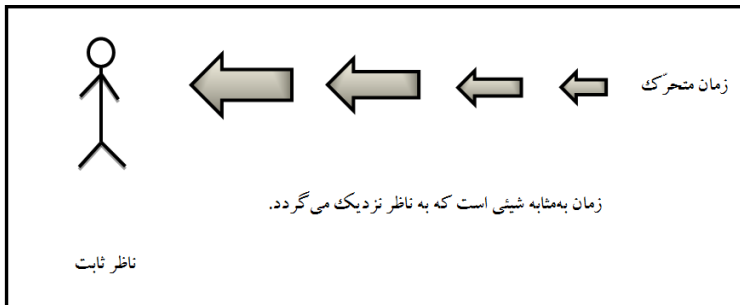 زمان متحرّک
زمان به‌مثابه شیئی است که به ناظر نزدیک می‌گردد.
ناظر ثابت